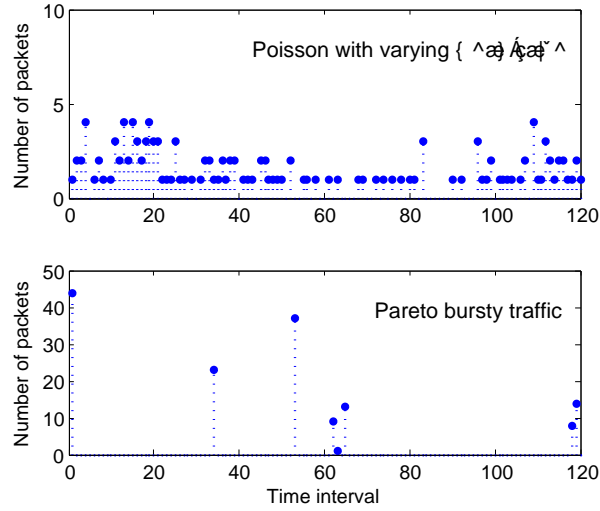 10
5
0
Number of packets
Poisson with varying
0 20 40 60 80 100 120
50
40
30
20
10
0
Number of packets
Pareto bursty traffic
0 20 40 60 80 100 120
Time interval